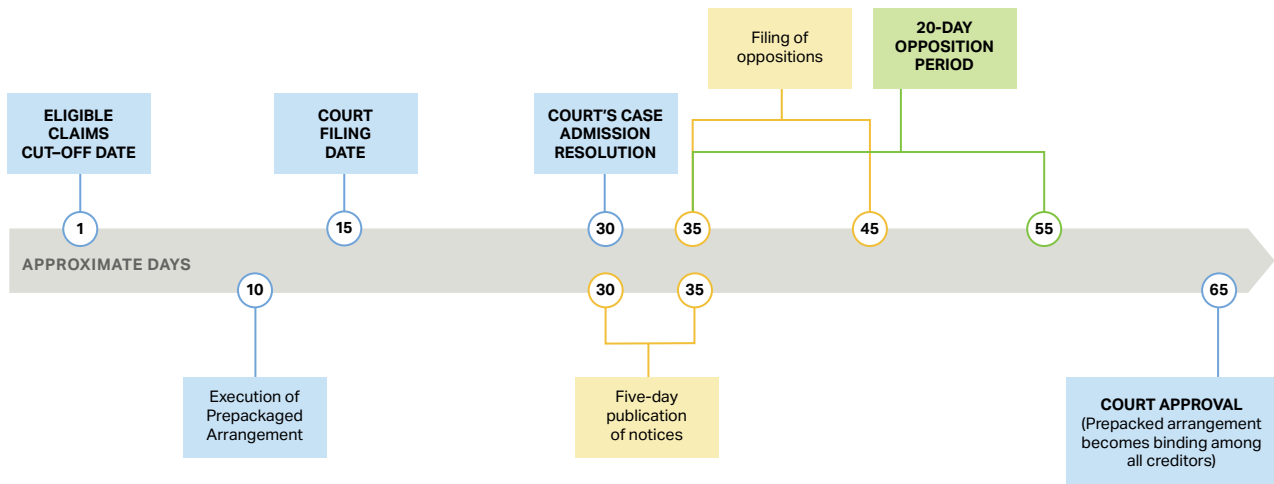 Filing of
oppositions
20-DAY
OPPOSITION
PERIOD
ELIGIBLE
CLAIMS
CUT–OFF DATE
COURT
FILING
DATE
COURT'S CASE
ADMISSION
RESOLUTION
1
15
30
35
45
55
APPROXIMATE DAYS
10
30
35
65
Execution of
Prepackaged
Arrangement
Five-day
publication
of notices
COURT APPROVAL
(Prepacked arrangement
becomes binding among
all creditors)